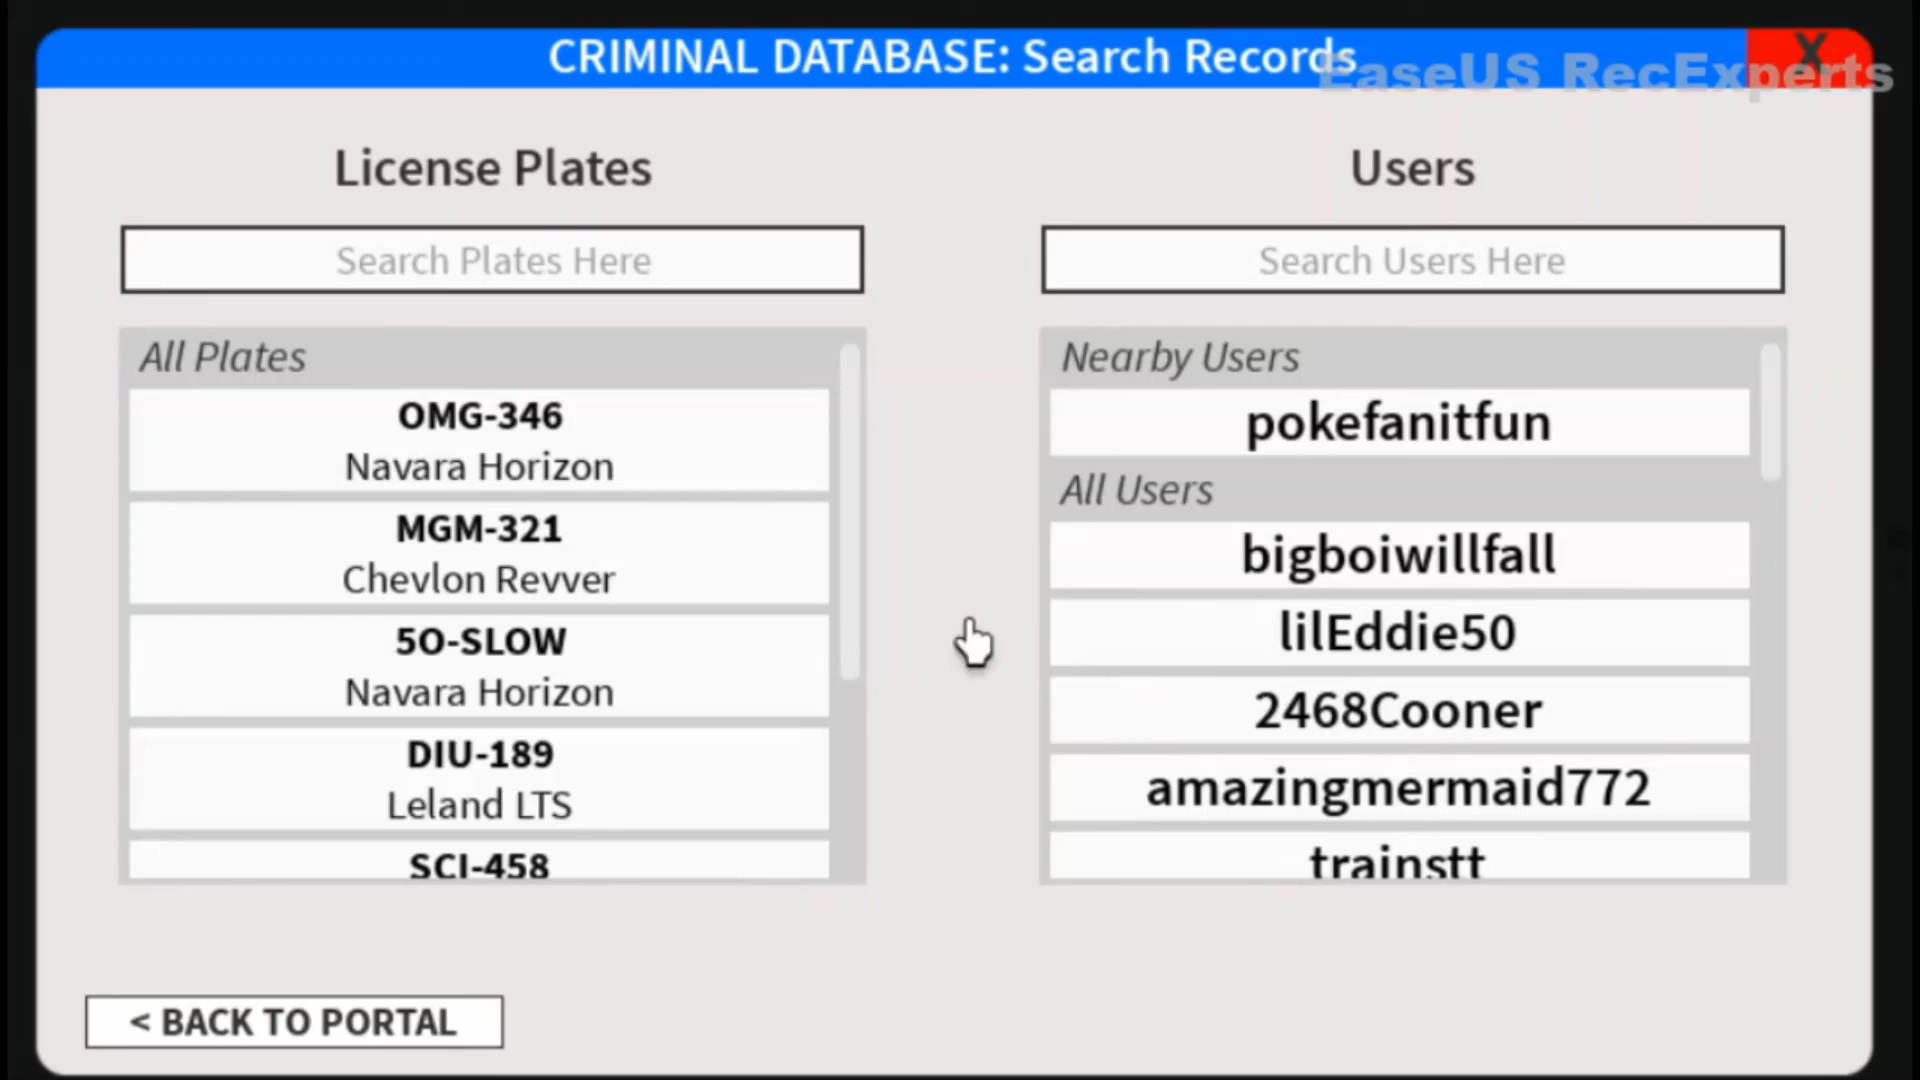 CRIMINAL DATABASE: Search Records
X
EaseUS RecExperts
License Plates
Search Plates Here
All Plates
OMG-346
Navara Horizon
MGM-321
Chevlon Revver
5O-SLOW
Navara Horizon
DIU-189
Leland LTS
SCI-458
Users
Search Users Here
Nearby Users
pokefanitfun
All Users
bigboiwillfall
lilEddie50
2468Cooner
amazingmermaid772
trainstt
< BACK TO PORTAL